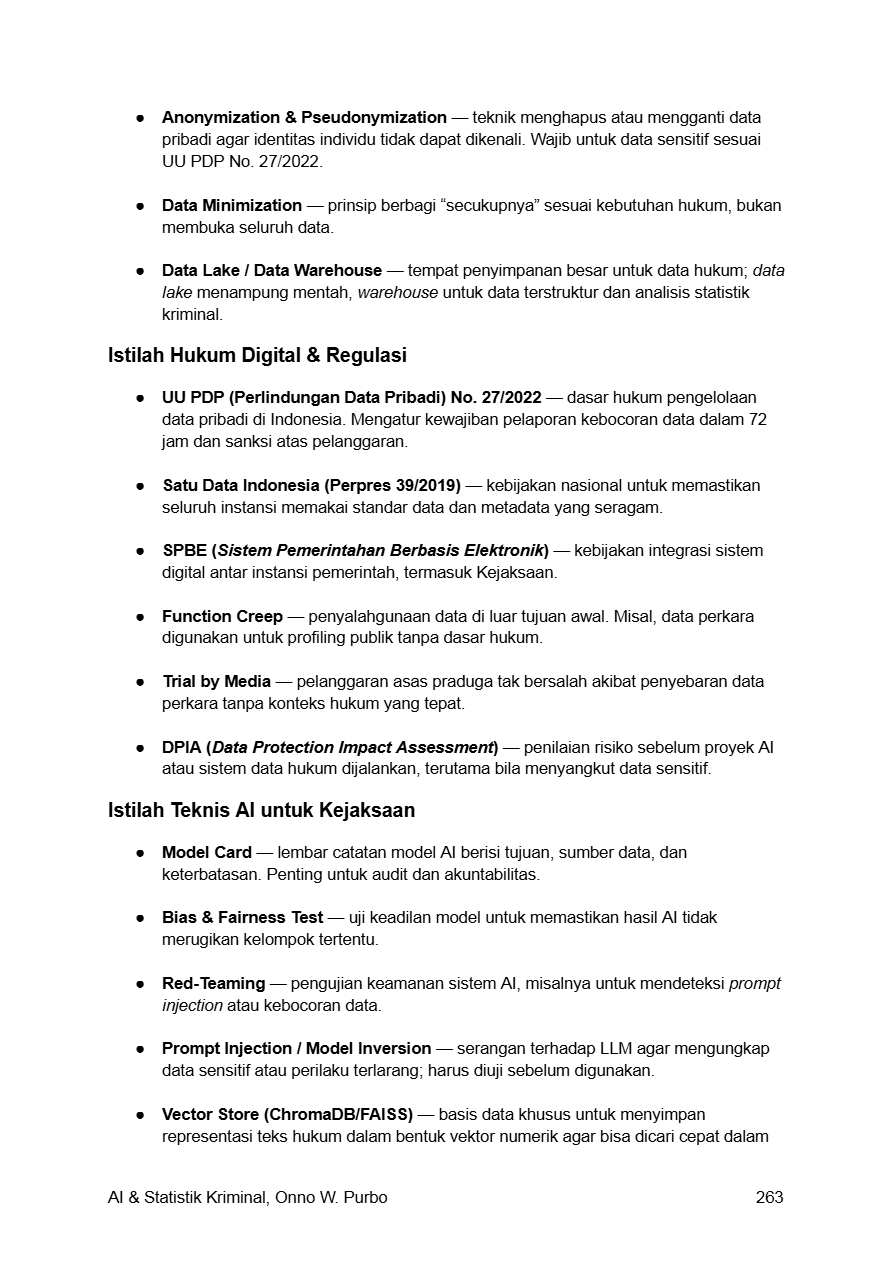 ● Anonymization & Pseudonymization — teknik menghapus atau mengganti data
pribadi agar identitas individu tidak dapat dikenali. Wajib untuk data sensitif sesuai
UU PDP No. 27/2022.
● Data Minimization — prinsip berbagi “secukupnya” sesuai kebutuhan hukum, bukan
membuka seluruh data.
● Data Lake / Data Warehouse — tempat penyimpanan besar untuk data hukum; data
lake menampung mentah, warehouse untuk data terstruktur dan analisis statistik
kriminal.
Istilah Hukum Digital & Regulasi
● UU PDP (Perlindungan Data Pribadi) No. 27/2022 — dasar hukum pengelolaan
data pribadi di Indonesia. Mengatur kewajiban pelaporan kebocoran data dalam 72
jam dan sanksi atas pelanggaran.
● Satu Data Indonesia (Perpres 39/2019) — kebijakan nasional untuk memastikan
seluruh instansi memakai standar data dan metadata yang seragam.
● SPBE (Sistem Pemerintahan Berbasis Elektronik) — kebijakan integrasi sistem
digital antar instansi pemerintah, termasuk Kejaksaan.
● Function Creep — penyalahgunaan data di luar tujuan awal. Misal, data perkara
digunakan untuk profiling publik tanpa dasar hukum.
● Trial by Media — pelanggaran asas praduga tak bersalah akibat penyebaran data
perkara tanpa konteks hukum yang tepat.
● DPIA (Data Protection Impact Assessment) — penilaian risiko sebelum proyek AI
atau sistem data hukum dijalankan, terutama bila menyangkut data sensitif.
Istilah Teknis AI untuk Kejaksaan
● Model Card — lembar catatan model AI berisi tujuan, sumber data, dan
keterbatasan. Penting untuk audit dan akuntabilitas.
● Bias & Fairness Test — uji keadilan model untuk memastikan hasil AI tidak
merugikan kelompok tertentu.
● Red-Teaming — pengujian keamanan sistem AI, misalnya untuk mendeteksi prompt
injection atau kebocoran data.
● Prompt Injection / Model Inversion — serangan terhadap LLM agar mengungkap
data sensitif atau perilaku terlarang; harus diuji sebelum digunakan.
● Vector Store (ChromaDB/FAISS) — basis data khusus untuk menyimpan
representasi teks hukum dalam bentuk vektor numerik agar bisa dicari cepat dalam
AI & Statistik Kriminal, Onno W. Purbo 263